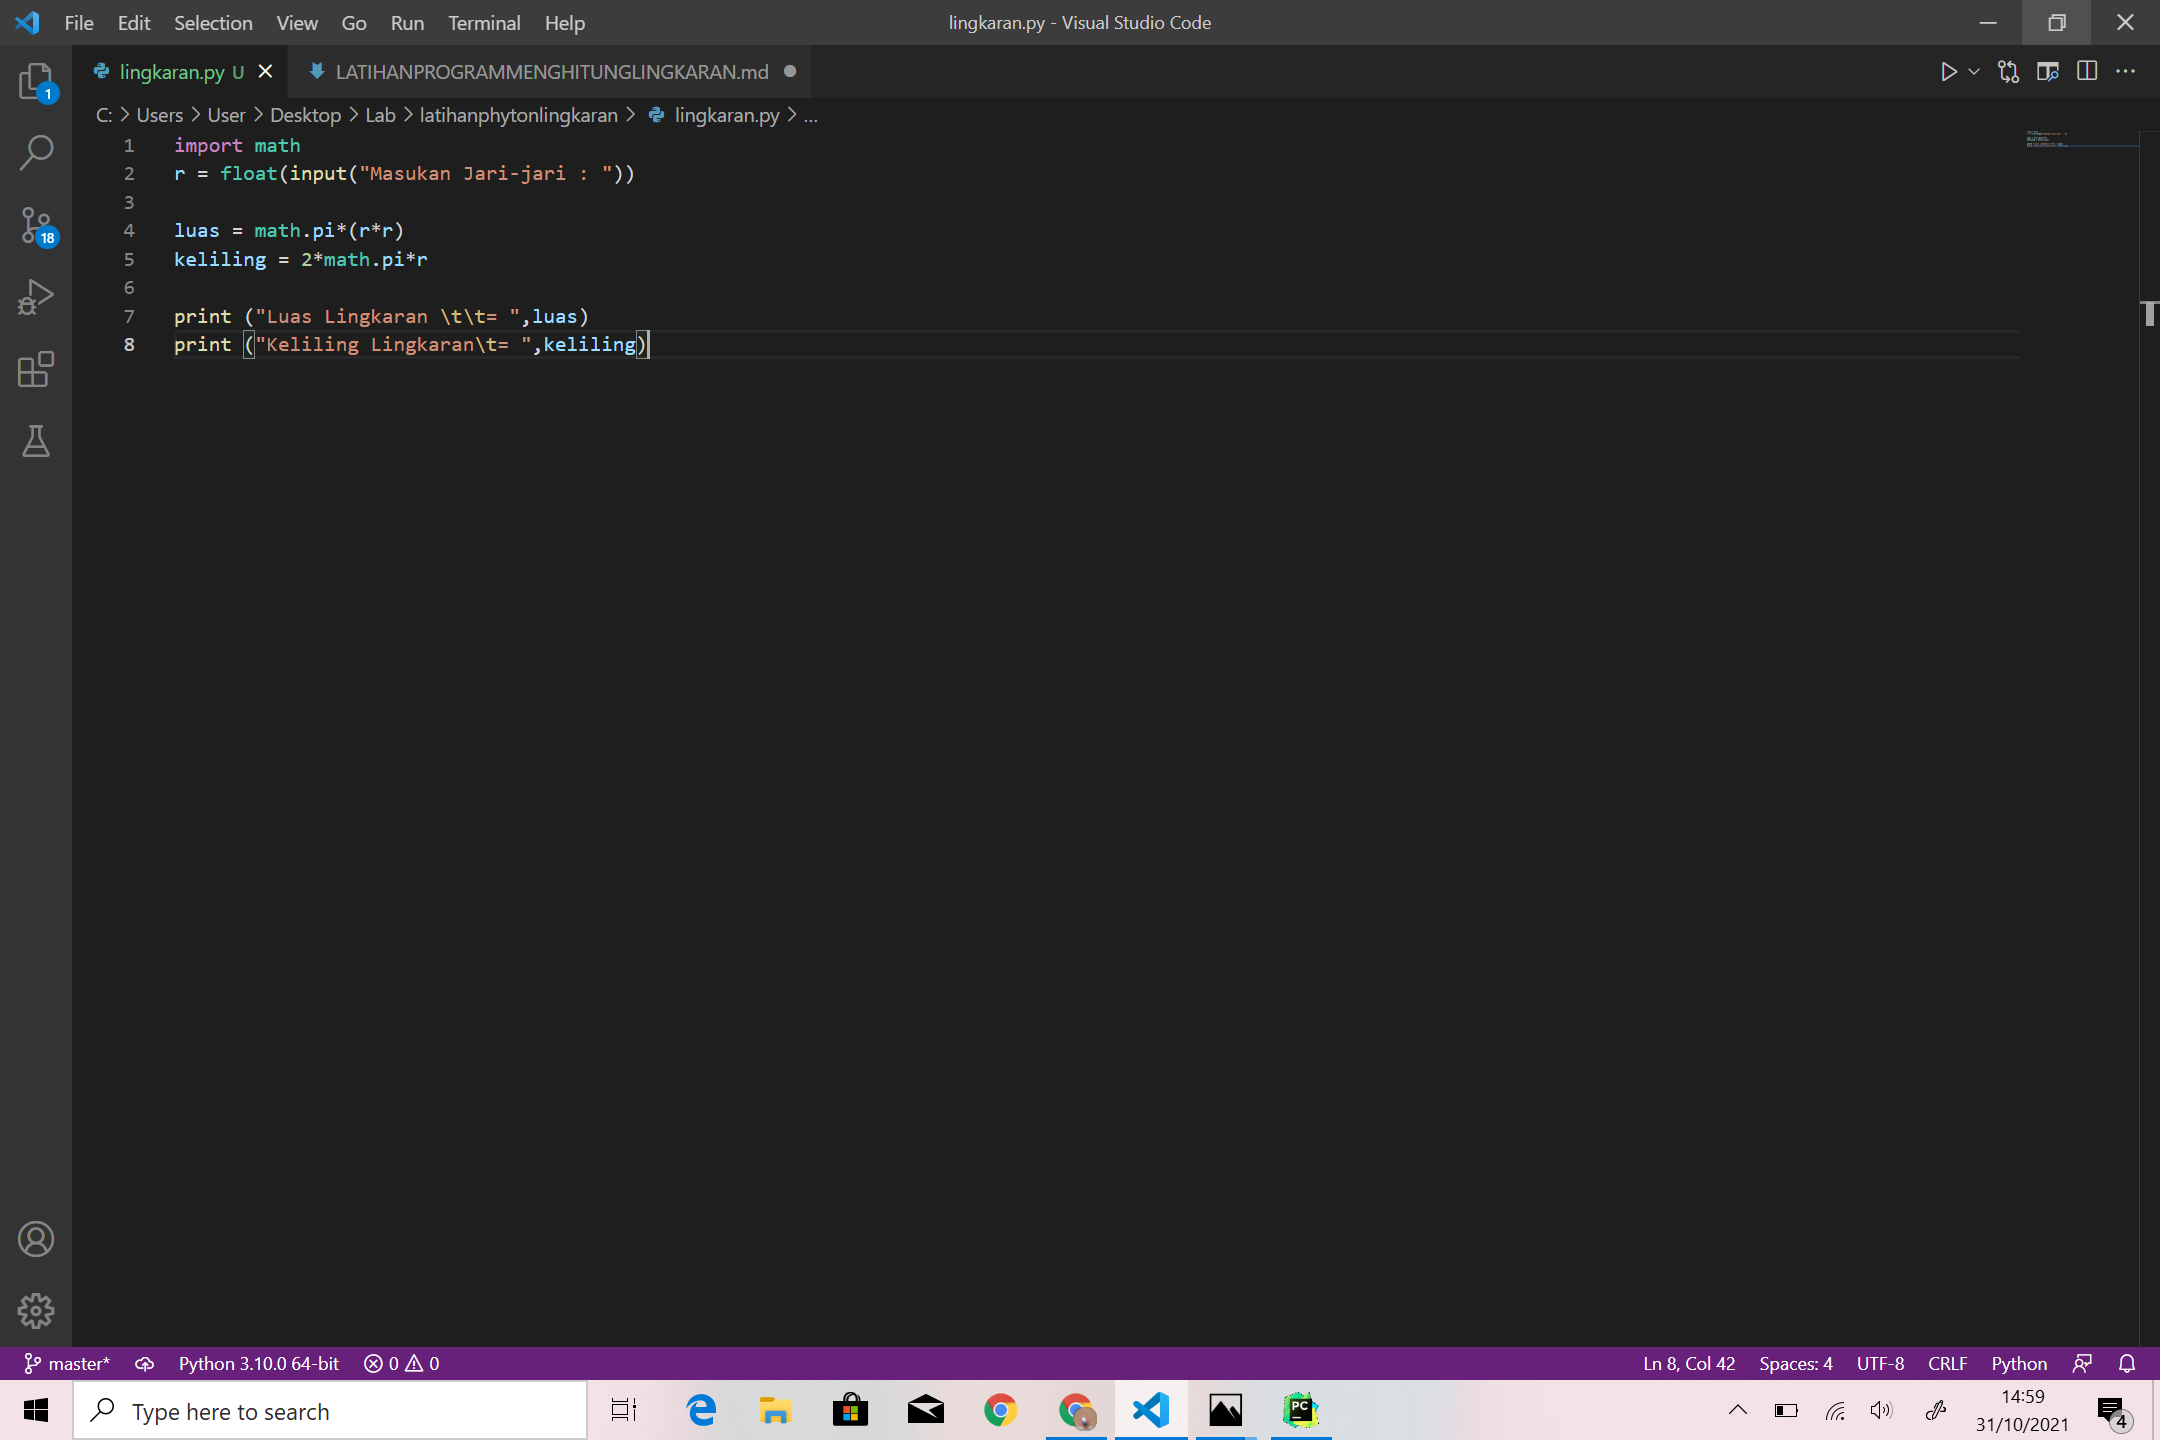 File Edit Selection View Go Run Terminal Help lingkaran.py - Visual Studio Code
lingkaran.py U LATIHANPROGRAMMENGHITUNGLINGKARAN.md
C: > Users > User > Desktop > Lab > latihanphytonlingkaran > lingkaran.py > ...
1 import math
2 r = float(input("Masukan Jari-jari : "))
3
4 luas = math.pi*(r*r)
5 keliling = 2*math.pi*r
6
7 print ("Luas Lingkaran \t\t= ",luas)
8 print ("Keliling Lingkaran\t= ",keliling)
1
18
master* Python 3.10.0 64-bit 0 0 Ln 8, Col 42 Spaces: 4 UTF-8 CRLF Python
Type here to search
PC
14:59
31/10/2021
4